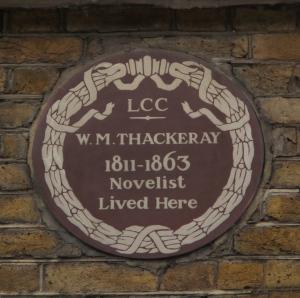 LCC
W. M. THACKERAY
1811-1863
Novelist
Lived Here